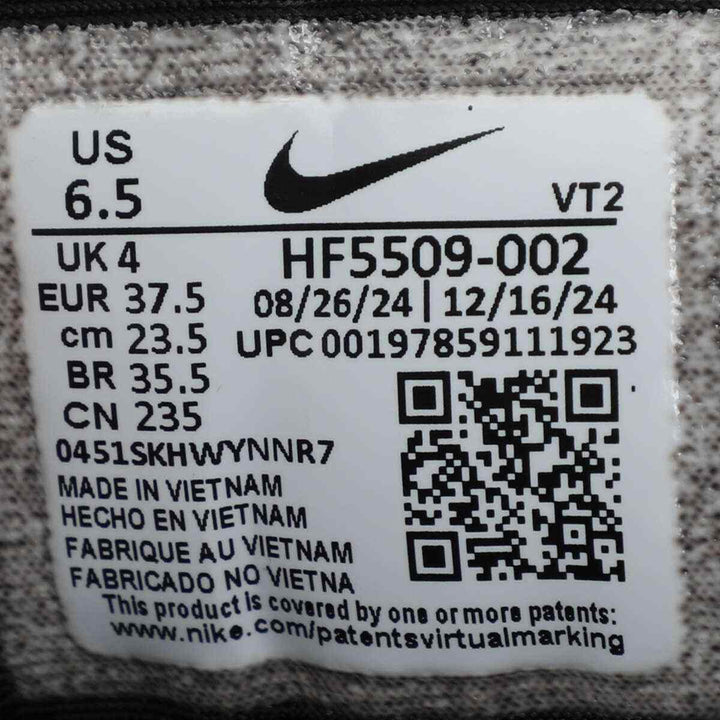 US
6.5
VT2
UK 4
HF5509-002
EUR 37.5
08/26/24 | 12/16/24
cm 23.5
UPC 00197859111923
BR 35.5
CN 235
0451SKHWYNNR7
MADE IN VIETNAM
HECHO EN VIETNAM
FABRIQUE AU VIETNAM
FABRICADO NO VIETNA
This product is covered by one or more patents:
www.nike.com/patentsvirtualmarking